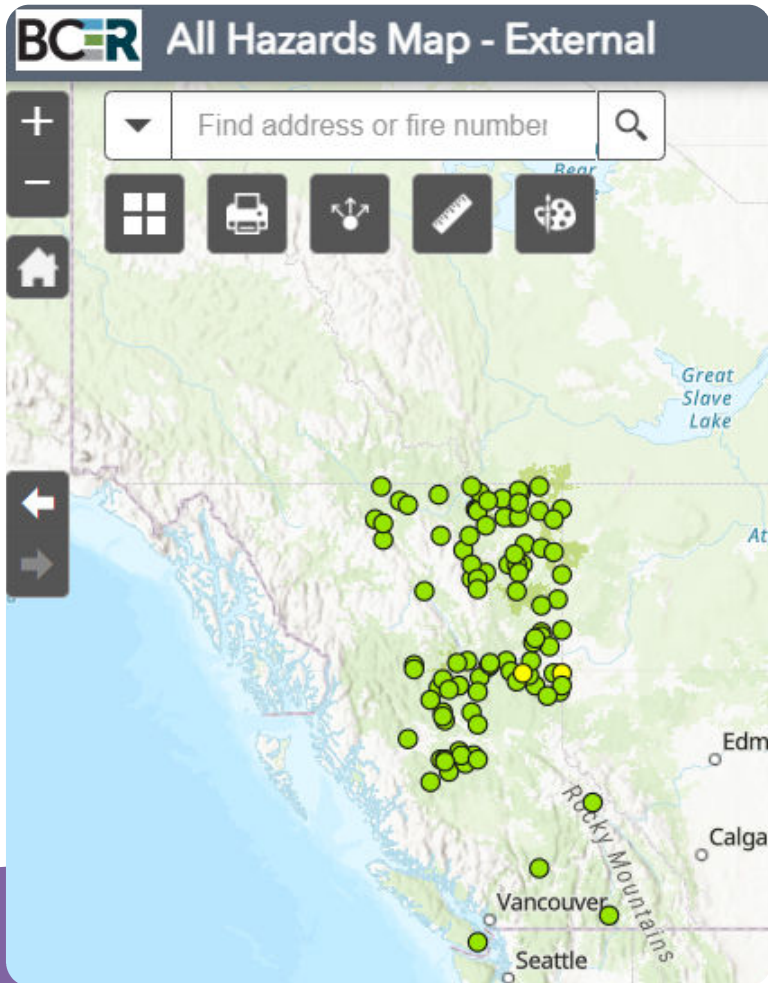 BCER All Hazards Map - External
+
Find address or fire number
−
Bear
Great
Slave
Lake
At
Edm
Rocky Mountains
Calga
Vancouver
Seattle